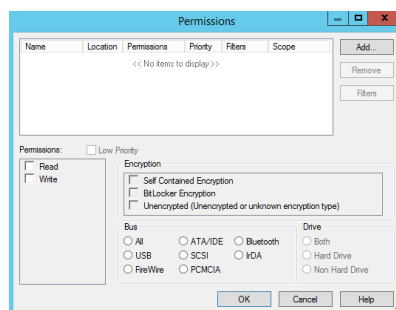 Permissions
Name Location Permissions Priority Filters Scope
<< No items to display >>
Add...
Remove
Filters
Permissions: Low Priority
Read
Write
Encryption
Self Contained Encryption
BitLocker Encryption
Unencrypted (Unencrypted or unknown encryption type)
Bus
All ATA/IDE Bluetooth
USB SCSI IrDA
FireWire PCMCIA
Drive
Both
Hard Drive
Non Hard Drive
OK Cancel Help